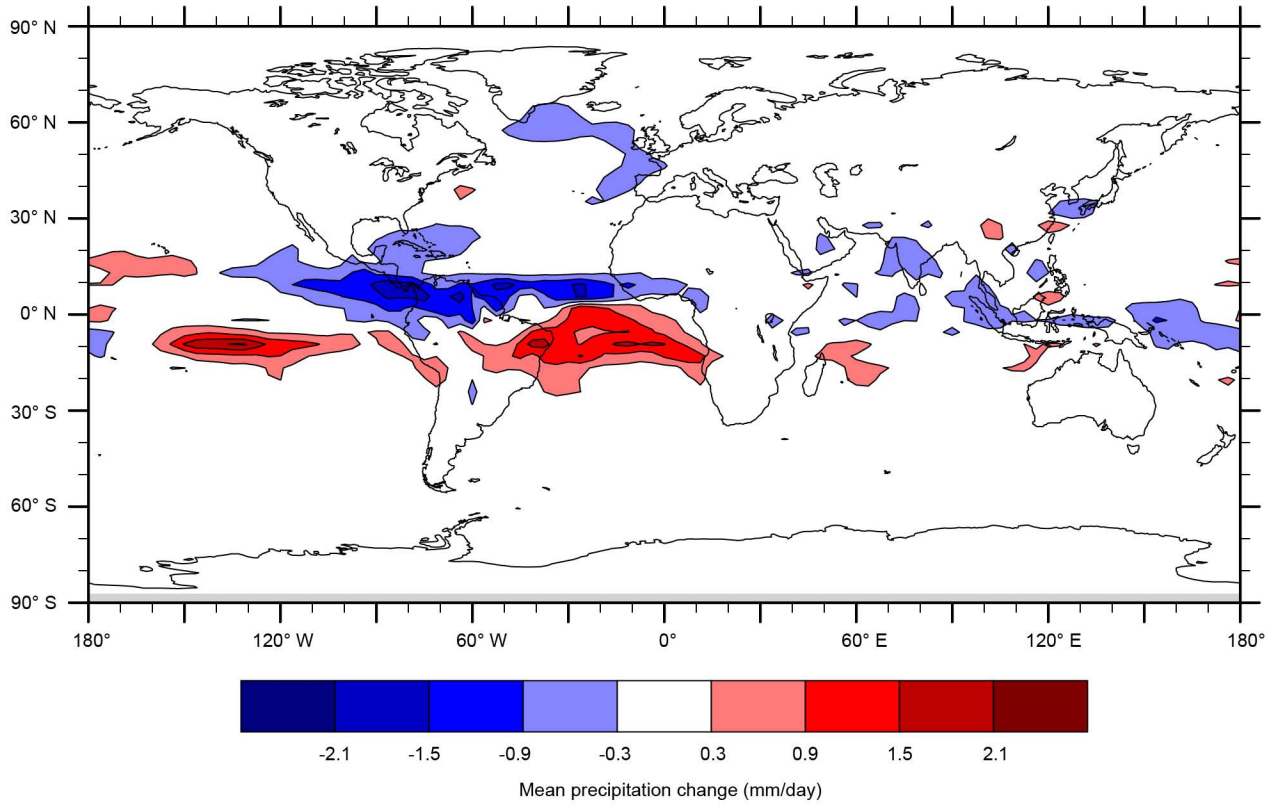 90° N
60° N
30° N
0° N
30° S
60° S
90° S
180° 120° W 60° W 0° 60° E 120° E 180°
-2.1 -1.5 -0.9 -0.3 0.3 0.9 1.5 2.1
Mean precipitation change (mm/day)